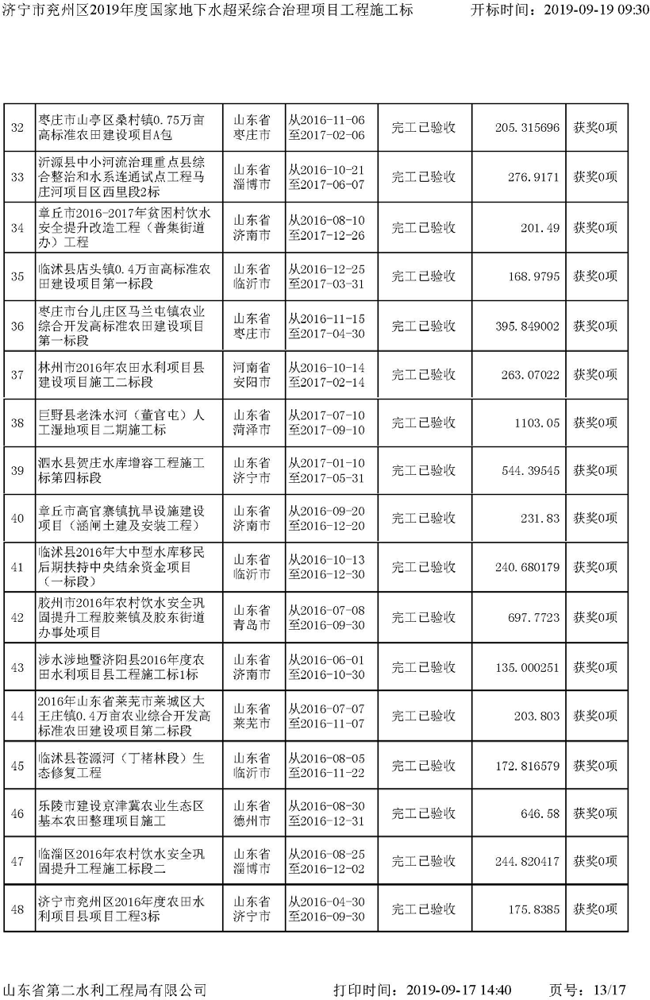 济宁市兖州区2019年度国家地下水超采综合治理项目工程施工标 开标时间：2019-09-19 09:30
32 枣庄市山亭区桑村镇0.75万亩 山东省 从2016-11-06 完工已验收 205.315696 获奖0项
高标准农田建设项目A包 枣庄市 至2017-02-06
33 沂源县中小河流治理重点县综 山东省 从2016-10-21 完工已验收 276.9171 获奖0项
合整治和水系连通试点工程马 淄博市 至2017-06-07
庄河项目区西里段2标
34 章丘市2016-2017年贫困村饮水 山东省 从2016-08-10 完工已验收 201.49 获奖0项
安全提升改造工程（普集街道 济南市 至2017-12-26
办）工程
35 临沭县店头镇0.4万亩高标准农 山东省 从2016-12-25 完工已验收 168.9795 获奖0项
田建设项目第一标段 临沂市 至2017-03-31
36 枣庄市台儿庄区马兰屯镇农业 山东省 从2016-11-15 完工已验收 395.849002 获奖0项
综合开发高标准农田建设项目 枣庄市 至2017-04-30
第一标段
37 林州市2016年农田水利项目县 河南省 从2016-10-14 完工已验收 263.07022 获奖0项
建设项目施工二标段 安阳市 至2017-02-14
38 巨野县老洙水河（董官屯）人 山东省 从2017-07-10 完工已验收 1103.05 获奖0项
工湿地项目二期施工标 菏泽市 至2017-09-10
39 泗水县贺庄水库增容工程施工 山东省 从2017-01-10 完工已验收 544.39545 获奖0项
标第四标段 济宁市 至2017-05-31
40 章丘市高官寨镇抗旱设施建设 山东省 从2016-09-20 完工已验收 231.83 获奖0项
项目（涵闸土建及安装工程） 济南市 至2016-12-20
41 临沭县2016年大中型水库移民 山东省 从2016-10-13 完工已验收 240.680179 获奖0项
后期扶持中央结余资金项目 临沂市 至2016-12-30
（一标段）
42 胶州市2016年农村饮水安全巩 山东省 从2016-07-08 完工已验收 697.7723 获奖0项
固提升工程胶莱镇及胶东街道 青岛市 至2016-09-30
办事处项目
43 涉水涉地暨济阳县2016年度农 山东省 从2016-06-01 完工已验收 135.000251 获奖0项
田水利项目县工程施工标1标 济南市 至2016-10-30
44 2016年山东省莱芜市莱城区大 山东省 从2016-07-07 完工已验收 203.803 获奖0项
王庄镇0.4万亩农业综合开发高 莱芜市 至2016-11-07
标准农田建设项目第二标段
45 临沭县苍源河（丁褚林段）生 山东省 从2016-08-05 完工已验收 172.816579 获奖0项
态修复工程 临沂市 至2016-11-22
46 乐陵市建设京津冀农业生态区 山东省 从2016-08-30 完工已验收 646.58 获奖0项
基本农田整理项目施工 德州市 至2016-12-31
47 临淄区2016年农村饮水安全巩 山东省 从2016-08-25 完工已验收 244.820417 获奖0项
固提升工程施工标段二 淄博市 至2016-12-02
48 济宁市兖州区2016年度农田水 山东省 从2016-04-30 完工已验收 175.8385 获奖0项
利项目县项目工程3标 济宁市 至2016-09-30
山东省第二水利工程局有限公司 打印时间：2019-09-17 14:40 页号：13/17